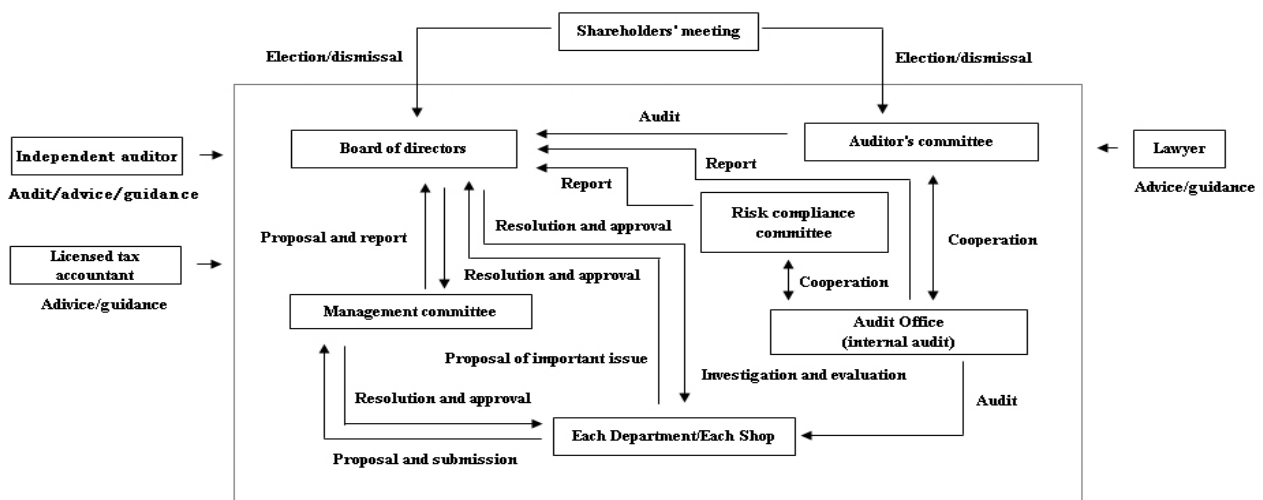 Shareholders' meeting
Election/dismissal
Election/dismissal
Audit
Independent auditor
Board of directors
Auditor's committee
Lawyer
Report
Audit/advice/guidance
Report
Advice/guidance
Risk compliance
committee
Resolution and approval
Proposal and report
Cooperation
Licensed tax
accountant
Resolution and approval
Cooperation
Adivice/guidance
Management committee
Audit Office
(internal audit)
Proposal of important issue
Investigation and evaluation
Resolution and approval
Audit
Each Department/Each Shop
Proposal and submission